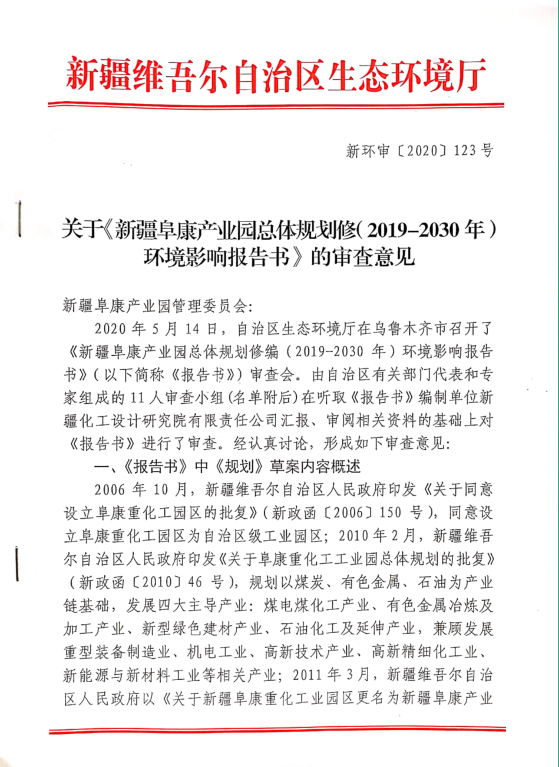 新疆维吾尔自治区生态环境厅
新环审〔2020〕123号
关于《新疆阜康产业园总体规划修（2019-2030年）
环境影响报告书》的审查意见
新疆阜康产业园管理委员会：
2020年5月14日，自治区生态环境厅在乌鲁木齐市召开了
《新疆阜康产业园总体规划修编（2019-2030年）环境影响报告
书》（以下简称《报告书》）审查会。由自治区有关部门代表和专
家组成的11人审查小组（名单附后）在听取《报告书》编制单位新
疆化工设计研究院有限责任公司汇报、审阅相关资料的基础上对
《报告书》进行了审查。经认真讨论，形成如下审查意见：
一、《报告书》中《规划》草案内容概述
2006年10月，新疆维吾尔自治区人民政府印发《关于同意
设立阜康重化工园区的批复》（新政函〔2006〕150号），同意设
立阜康重化工园区为自治区级工业园区；2010年2月，新疆维吾
尔自治区人民政府印发《关于阜康重化工工业园总体规划的批复》
（新政函〔2010〕46号），规划以煤炭、有色金属、石油为产业
链基础，发展四大主导产业：煤电煤化工产业、有色金属冶炼及
加工产业、新型绿色建材产业、石油化工及延伸产业，兼顾发展
重型装备制造业、机电工业、高新技术产业、高新精细化工业、
新能源与新材料工业等相关产业；2011年3月，新疆维吾尔自治
区人民政府以《关于新疆阜康重化工业园区更名为新疆阜康产业